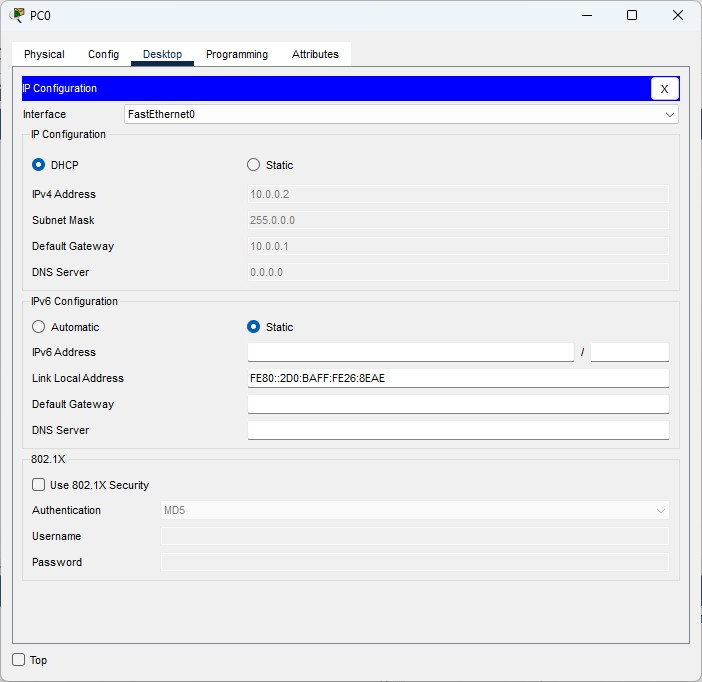 PC0
Physical Config Desktop Programming Attributes
IP Configuration X
Interface FastEthernet0
IP Configuration
DHCP Static
IPv4 Address 10.0.0.2
Subnet Mask 255.0.0.0
Default Gateway 10.0.0.1
DNS Server 0.0.0.0
IPv6 Configuration
Automatic Static
IPv6 Address /
Link Local Address FE80::2D0:BAFF:FE26:8EAE
Default Gateway
DNS Server
802.1X
Use 802.1X Security
Authentication MD5
Username
Password
Top